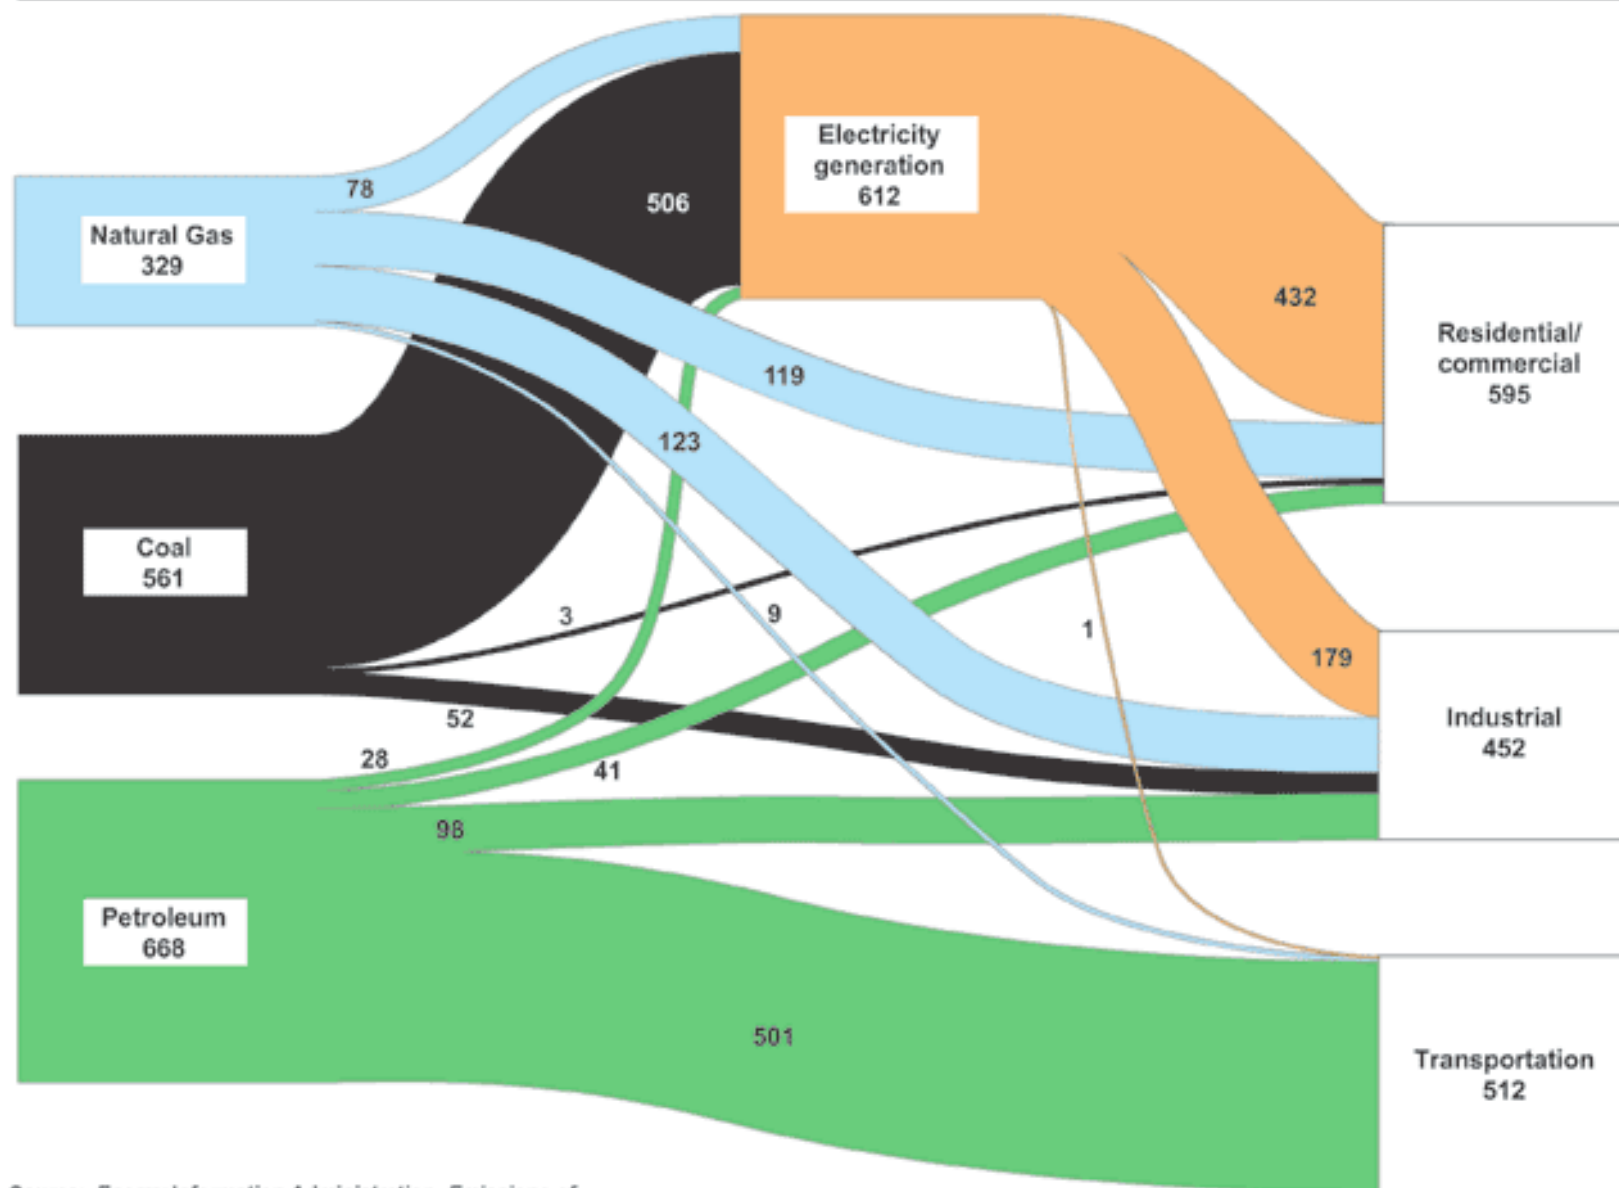 78
506
Electricity
generation
612
Natural Gas
329
432
119
Residential/
commercial
595
123
Coal
561
3
9
1
179
52
Industrial
452
28
41
98
Petroleum
668
501
Transportation
512